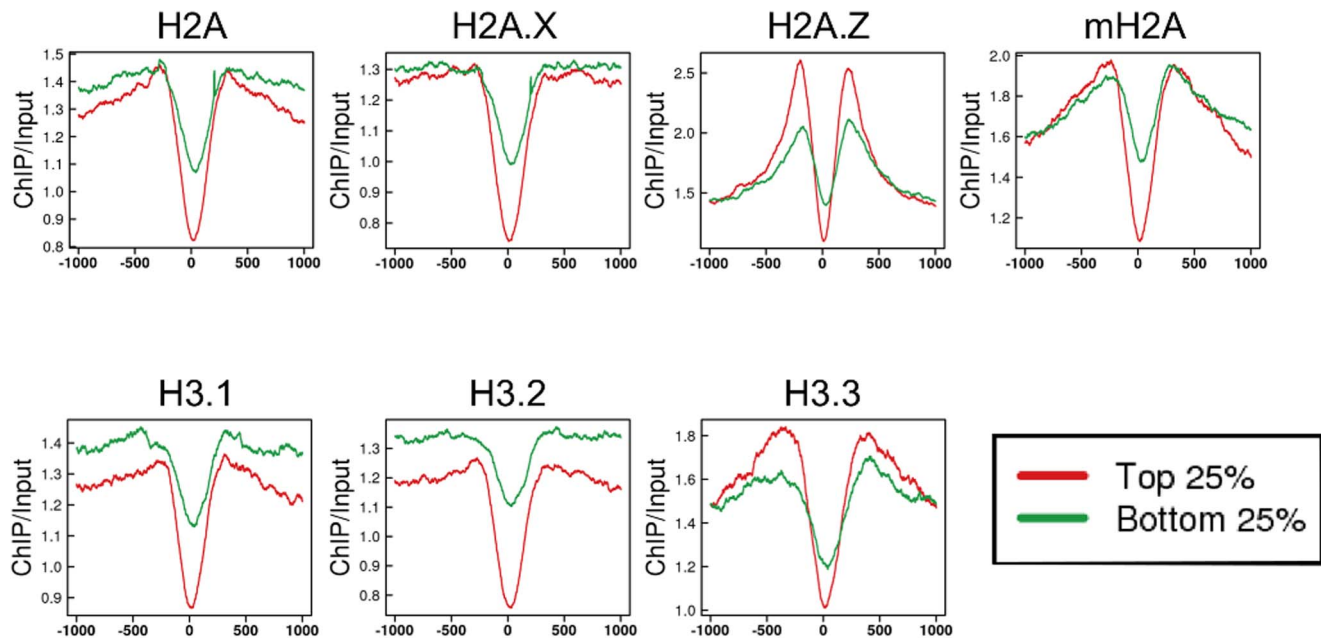 H2A H2A.X H2A.Z mH2A
ChIP/Input ChIP/Input ChIP/Input ChIP/Input
1.5 1.4 1.3 1.2 1.1 1.0 0.9 0.8
1.3 1.2 1.1 1.0 0.9 0.8
2.5 2.0 1.5
2.0 1.8 1.6 1.4 1.2
-1000 -500 0 500 1000 -1000 -500 0 500 1000 -1000 -500 0 500 1000 -1000 -500 0 500 1000
H3.1 H3.2 H3.3
ChIP/Input ChIP/Input ChIP/Input
1.4 1.3 1.2 1.1 1.0 0.9
1.3 1.2 1.1 1.0 0.9 0.8
1.8 1.6 1.4 1.2 1.0
-1000 -500 0 500 1000 -1000 -500 0 500 1000 -1000 -500 0 500 1000
Top 25%
Bottom 25%